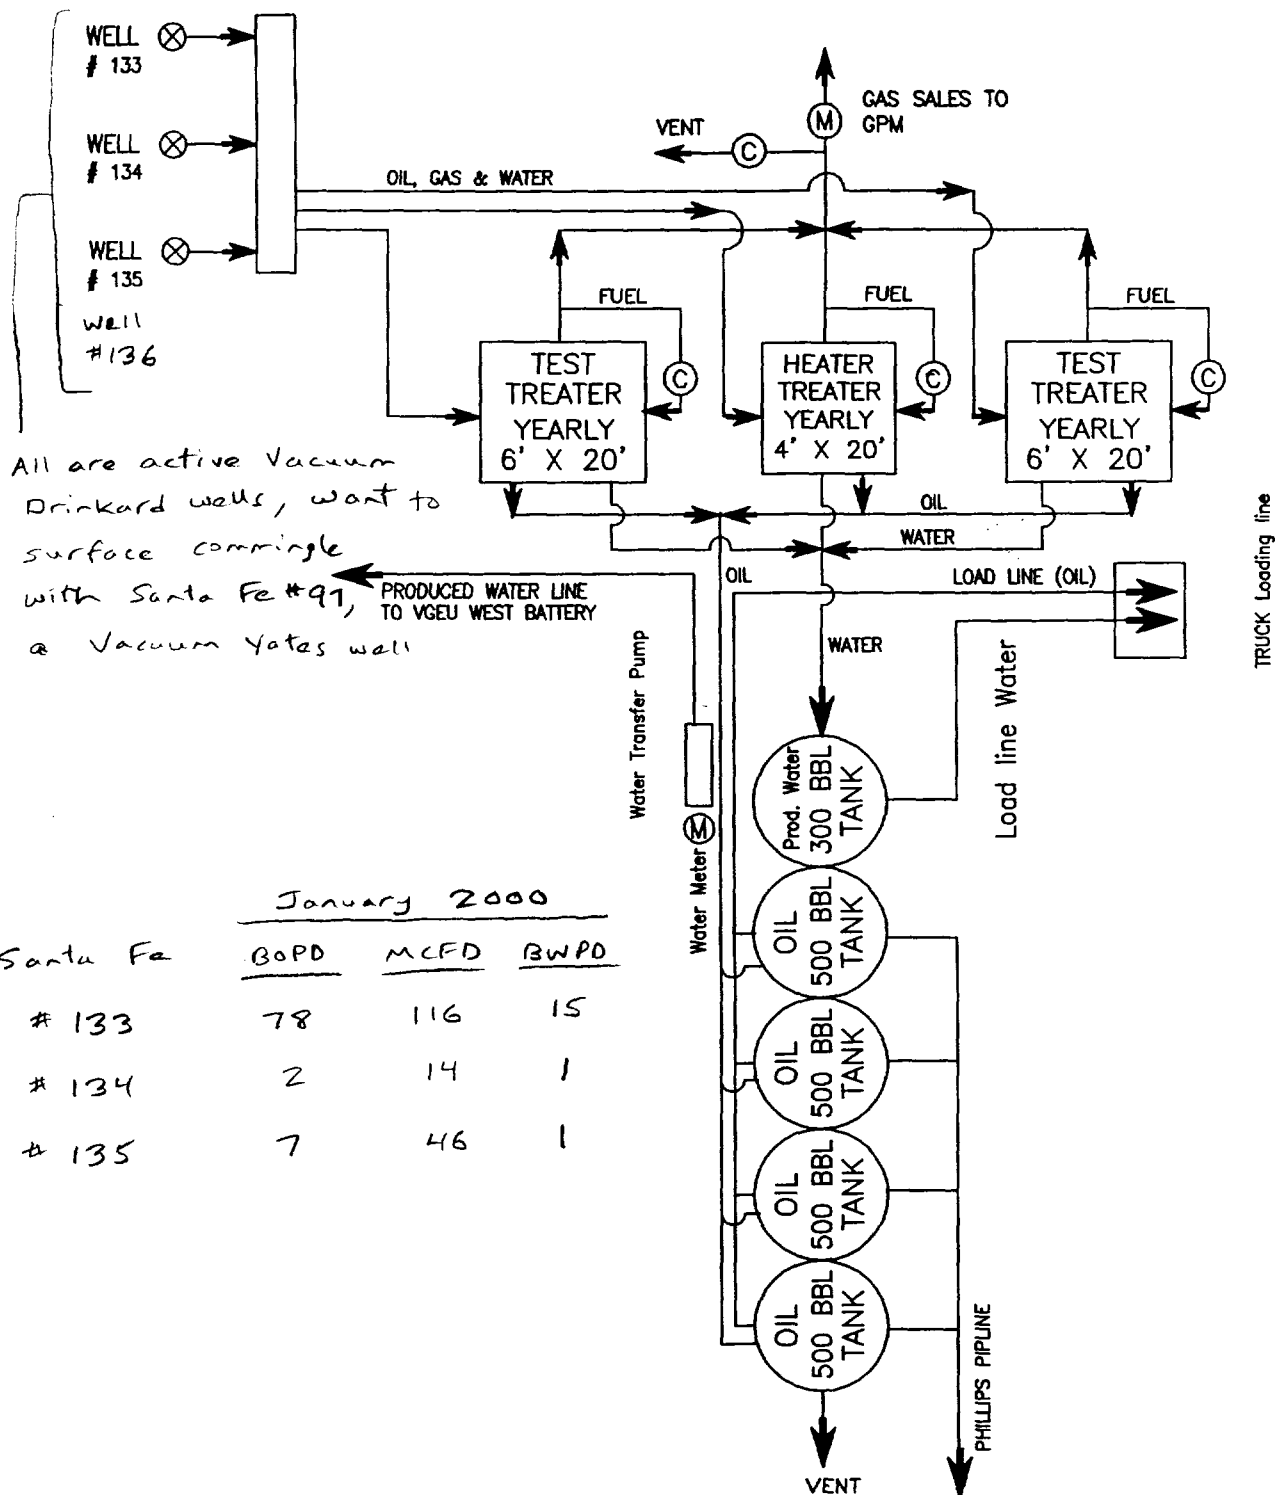 WELL
# 133
WELL
# 134
WELL
# 135
well
#136
GAS SALES TO
GPM
M
VENT
C
OIL, GAS & WATER
FUEL
FUEL
FUEL
C
C
C
TEST
TREATER
YEARLY
6' X 20'
HEATER
TREATER
YEARLY
4' X 20'
TEST
TREATER
YEARLY
6' X 20'
All are active Vacuum
Drinkard wells, want to
surface commingle
with Santa Fe #97,
a Vacuum Yates well
OIL
WATER
OIL
LOAD LINE (OIL)
PRODUCED WATER LINE
TO VGEU WEST BATTERY
WATER
TRUCK Loading line
Water Transfer Pump
Load line Water
M
Water Meter
Prod. Water
300 BBL
TANK
OIL
500 BBL
TANK
OIL
500 BBL
TANK
OIL
500 BBL
TANK
OIL
500 BBL
TANK
PHILLIPS PIPLINE
VENT
January 2000
Santa Fe BOPD MCFD BWPD
# 133 78 116 15
# 134 2 14 1
# 135 7 46 1